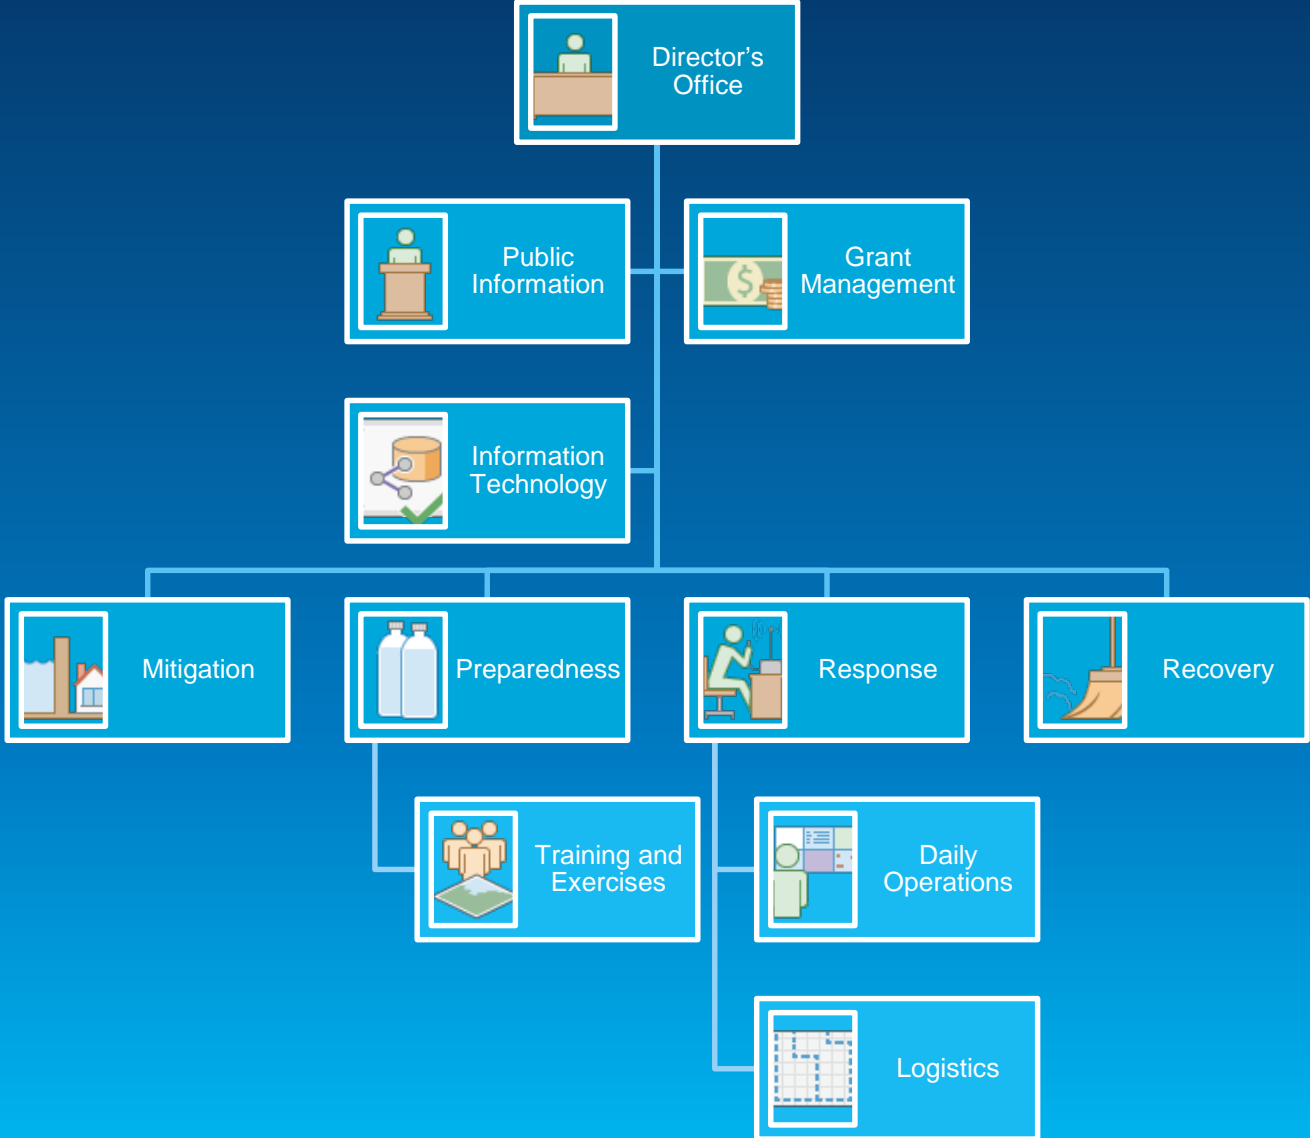 Director’s
Office
Public
Information
Grant
Management
Information
Technology
Mitigation
Preparedness
Response
Recovery
Training and
Exercises
Daily
Operations
Logistics